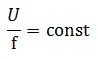 U/f = const